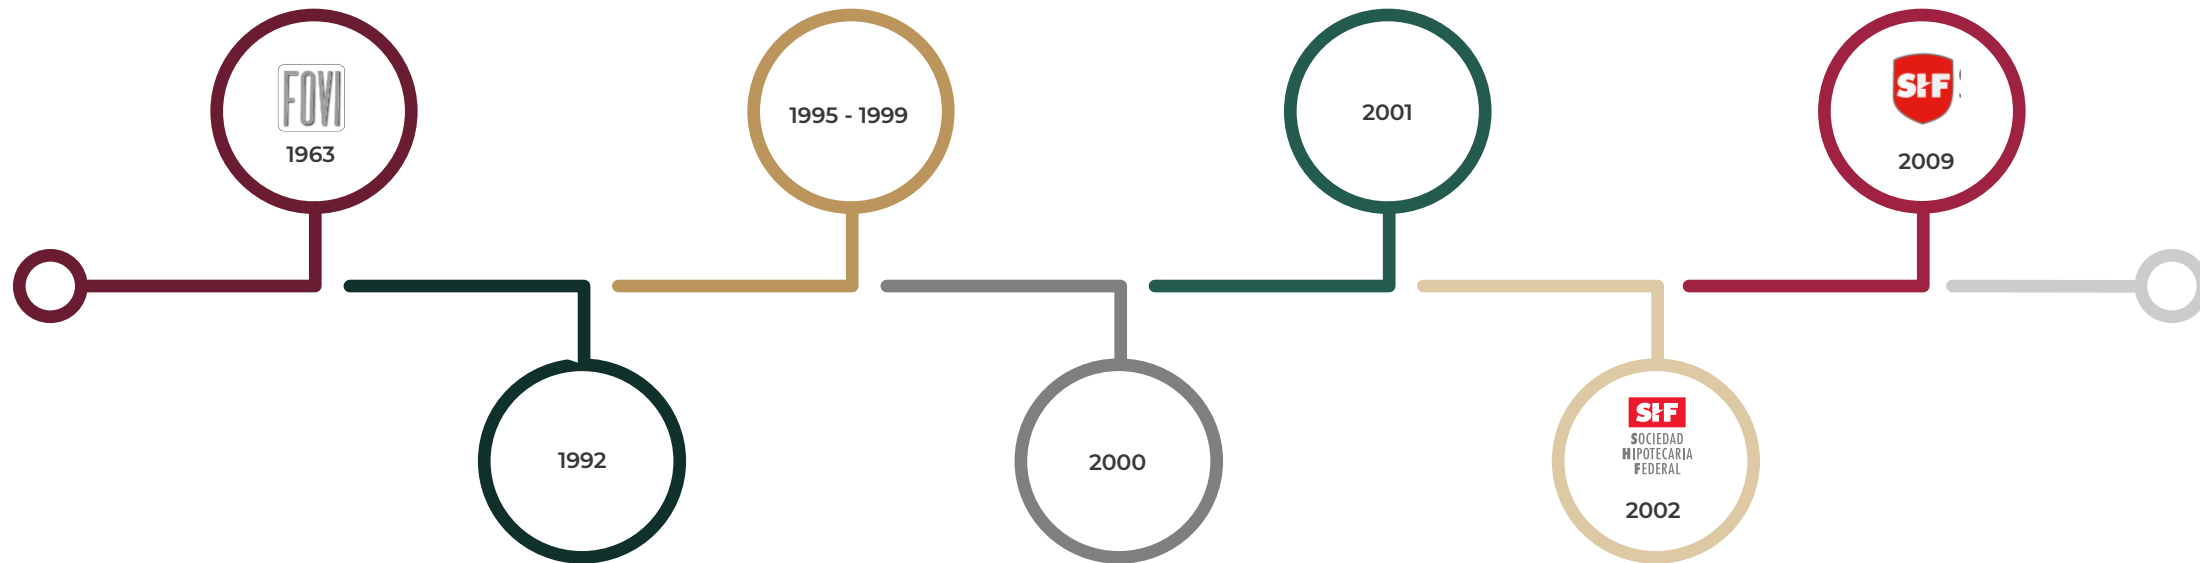 FOVI
1963
1992
1995 - 1999
2000
2001
SHF
SOCIEDAD
HIPOTECARIA
FEDERAL
2002
SHF
2009